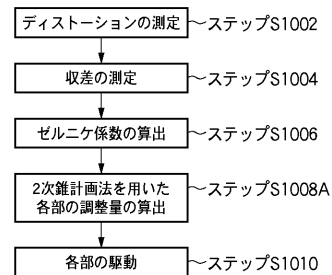 ディストーションの測定
ステップS1002
収差の測定
ステップS1004
ゼルニケ係数の算出
ステップS1006
2次錐計画法を用いた
各部の調整量の算出
ステップS1008A
各部の駆動
ステップS1010